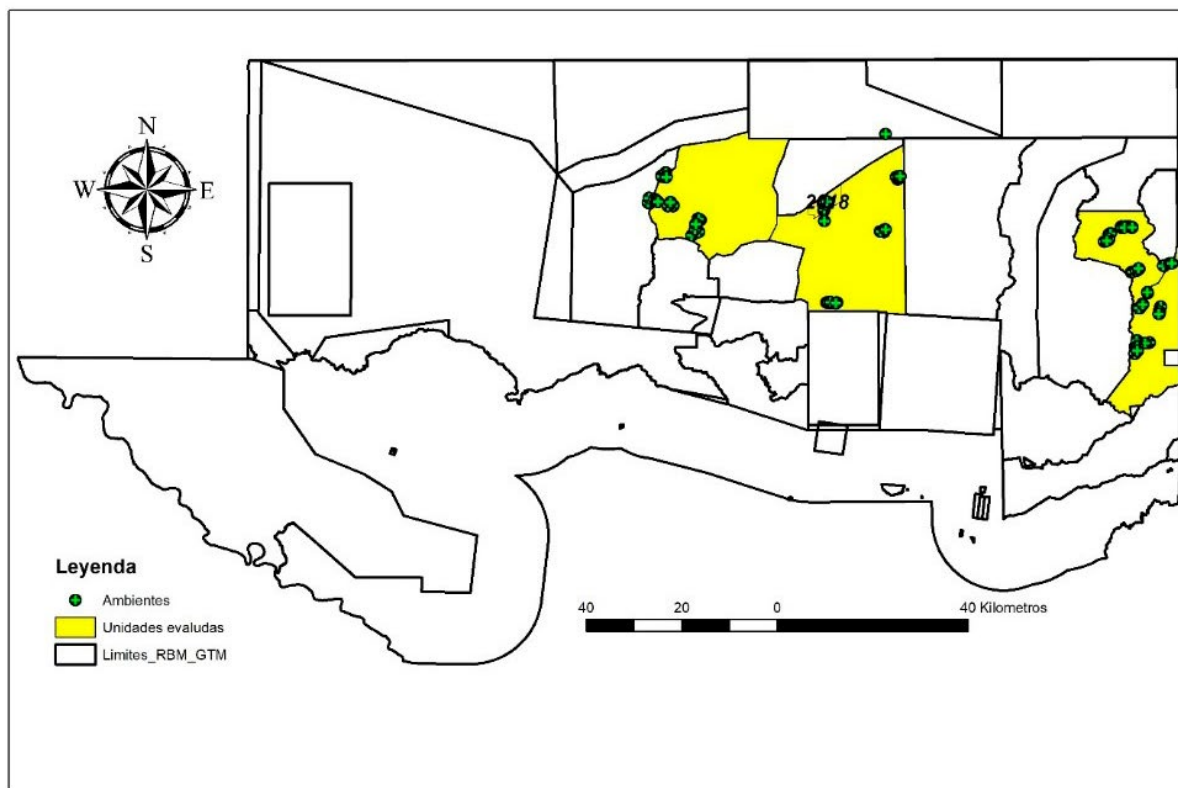 N
W E
S
2018
Leyenda
Ambientes
Unidades evaludas
Limites_RBM_GTM
40 20 0 40 Kilometros